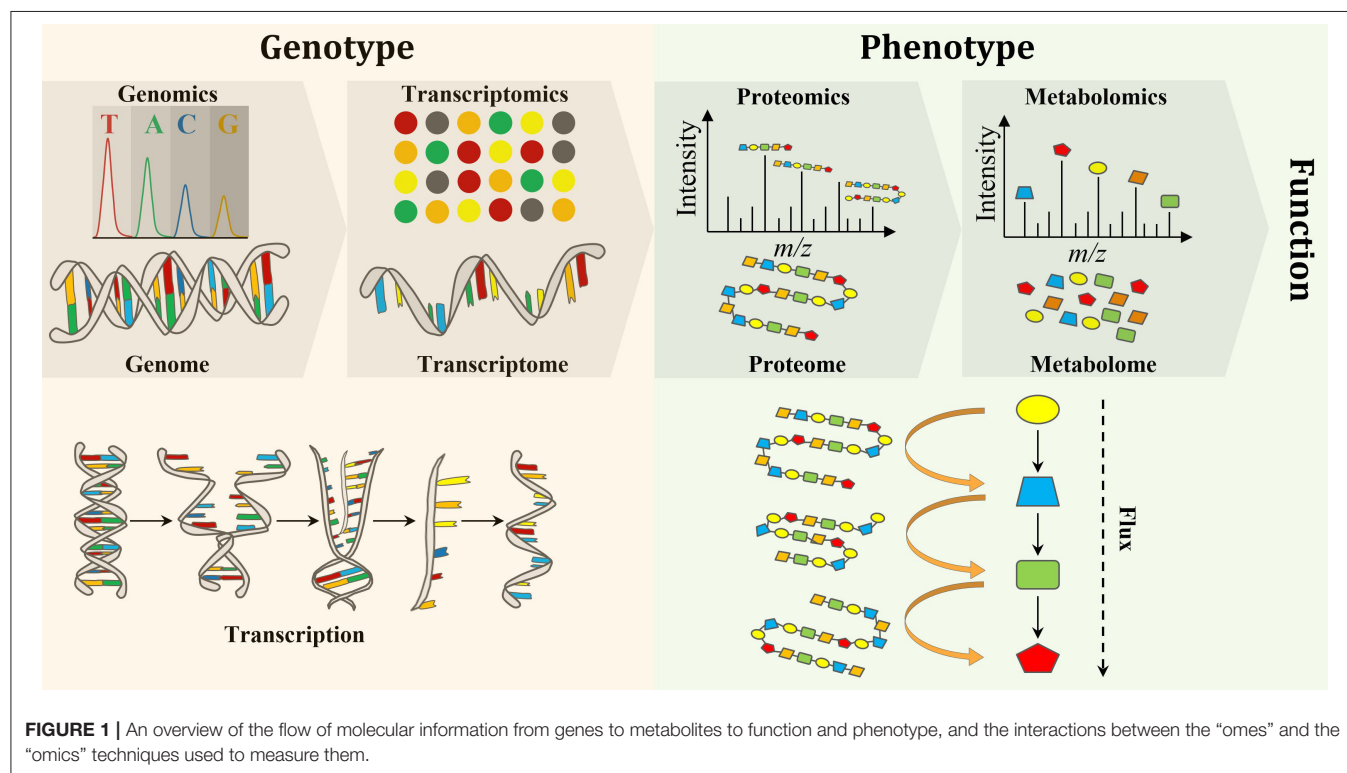 Genotype
Phenotype
Genomics
Transcriptomics
Proteomics
Metabolomics
T A C G
Intensity
m/z
Intensity
m/z
Function
Genome
Transcriptome
Proteome
Metabolome
Transcription
Flux
FIGURE 1 | An overview of the flow of molecular information from genes to metabolites to function and phenotype, and the interactions between the “omes” and the
“omics” techniques used to measure them.